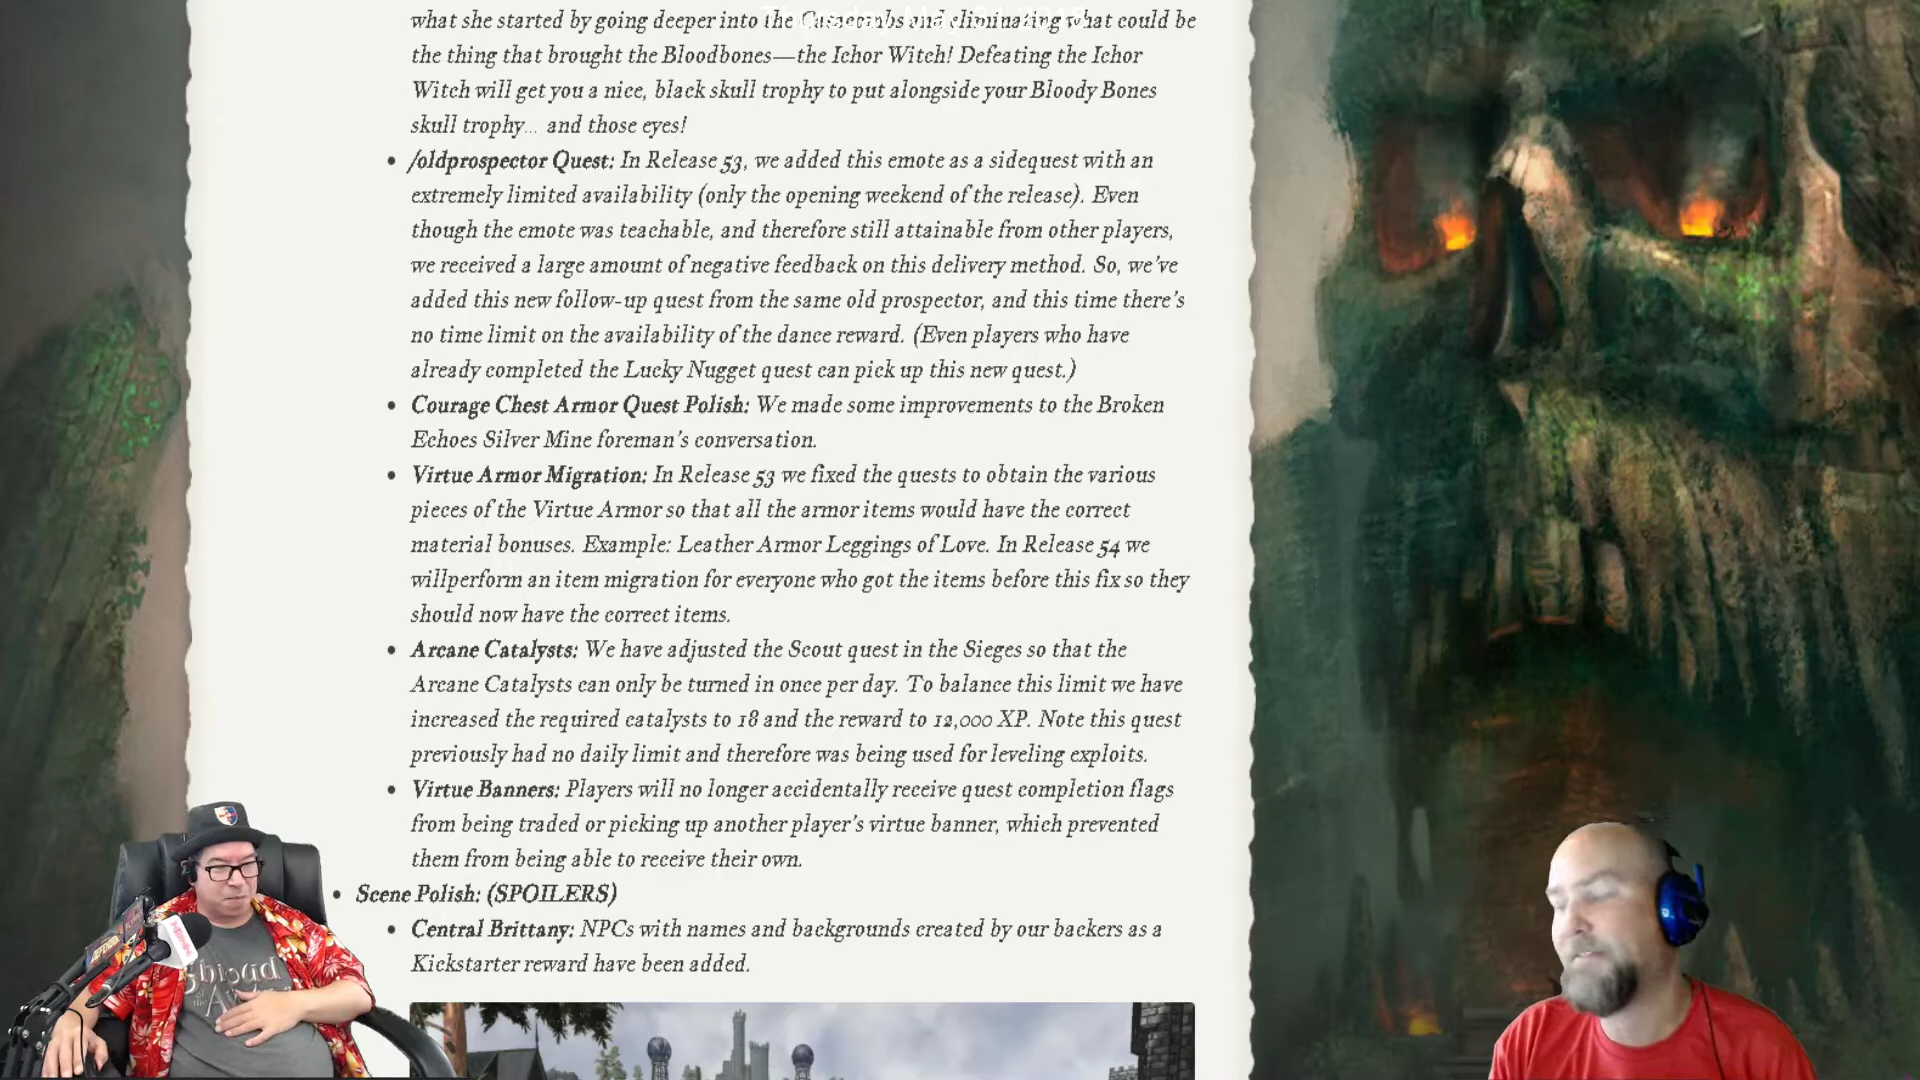 what she started by going deeper into the Catacombs and eliminating what could be
the thing that brought the Bloodbones—the Ichor Witch! Defeating the Ichor
Witch will get you a nice, black skull trophy to put alongside your Bloody Bones
skull trophy… and those eyes!
• /oldprospector Quest: In Release 53, we added this emote as a sidequest with an
extremely limited availability (only the opening weekend of the release). Even
though the emote was teachable, and therefore still attainable from other players,
we received a large amount of negative feedback on this delivery method. So, we've
added this new follow-up quest from the same old prospector, and this time there's
no time limit on the availability of the dance reward. (Even players who have
already completed the Lucky Nugget quest can pick up this new quest.)
• Courage Chest Armor Quest Polish: We made some improvements to the Broken
Echoes Silver Mine foreman's conversation.
• Virtue Armor Migration: In Release 53 we fixed the quests to obtain the various
pieces of the Virtue Armor so that all the armor items would have the correct
material bonuses. Example: Leather Armor Leggings of Love. In Release 54 we
willperform an item migration for everyone who got the items before this fix so they
should now have the correct items.
• Arcane Catalysts: We have adjusted the Scout quest in the Sieges so that the
Arcane Catalysts can only be turned in once per day. To balance this limit we have
increased the required catalysts to 18 and the reward to 12,000 XP. Note this quest
previously had no daily limit and therefore was being used for leveling exploits.
• Virtue Banners: Players will no longer accidentally receive quest completion flags
from being traded or picking up another player's virtue banner, which prevented
them from being able to receive their own.
• Scene Polish: (SPOILERS)
• Central Brittany: NPCs with names and backgrounds created by our backers as a
Kickstarter reward have been added.